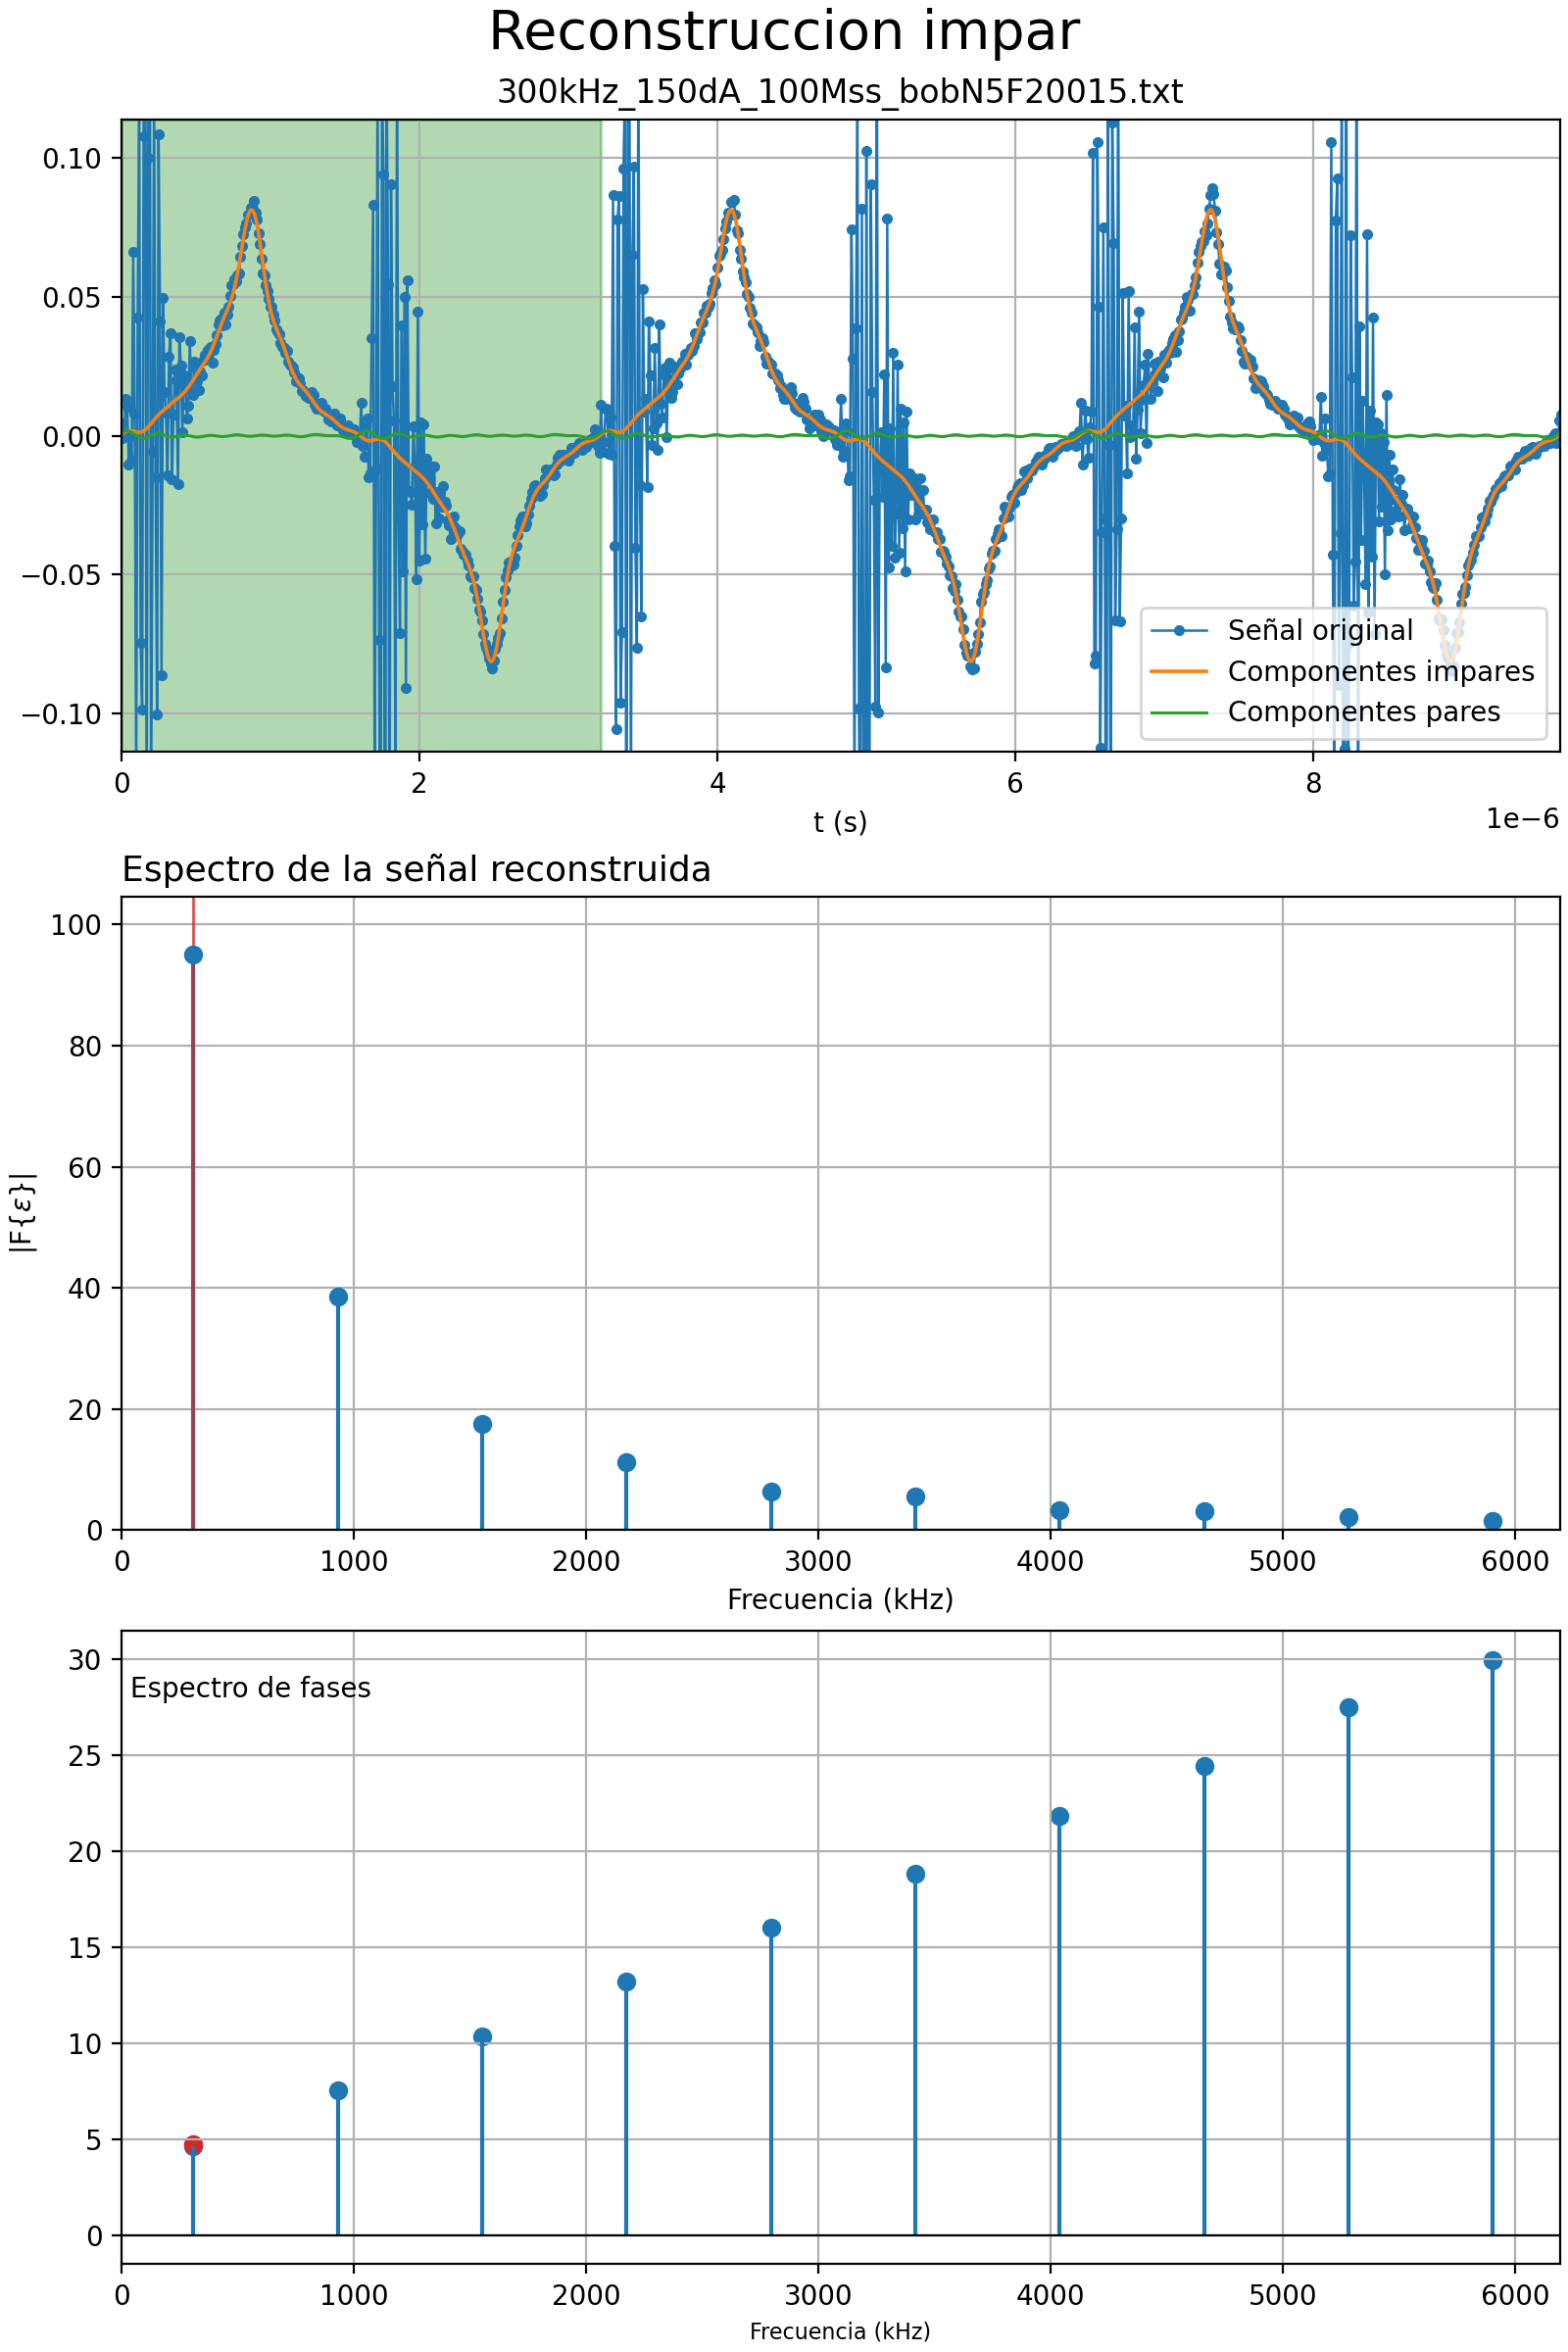 Reconstruccion impar
300kHz_150dA_100Mss_bobN5F20015.txt
0.10
0.05
0.00
−0.05
−0.10
Señal original
Componentes impares
Componentes pares
0 2 4 6 8
1e−6
t (s)
Espectro de la señal reconstruida
100
80
60
40
20
0
|F{ε}|
0 1000 2000 3000 4000 5000 6000
Frecuencia (kHz)
30
Espectro de fases
25
20
15
10
5
0
0 1000 2000 3000 4000 5000 6000
Frecuencia (kHz)